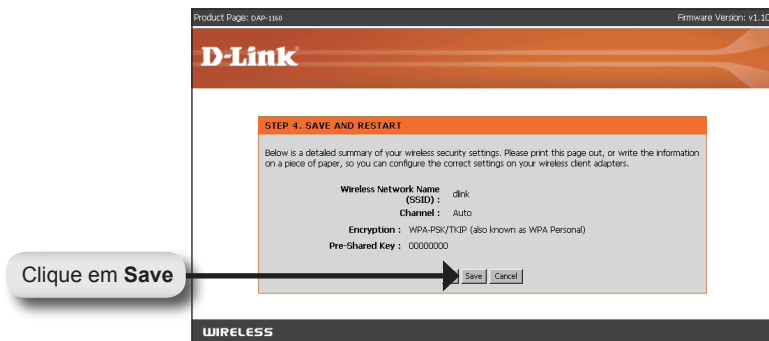 Product Page: DAP-1160 Firmware Version: v1.10
D-Link
STEP 4. SAVE AND RESTART
Below is a detailed summary of your wireless security settings. Please print this page out, or write the information
on a piece of paper, so you can configure the correct settings on your wireless client adapters.
Wireless Network Name
(SSID) : dlink
Channel : Auto
Encryption : WPA-PSK/TKIP (also known as WPA Personal)
Pre-Shared Key : 00000000
Clique em Save
Save Cancel
WIRELESS